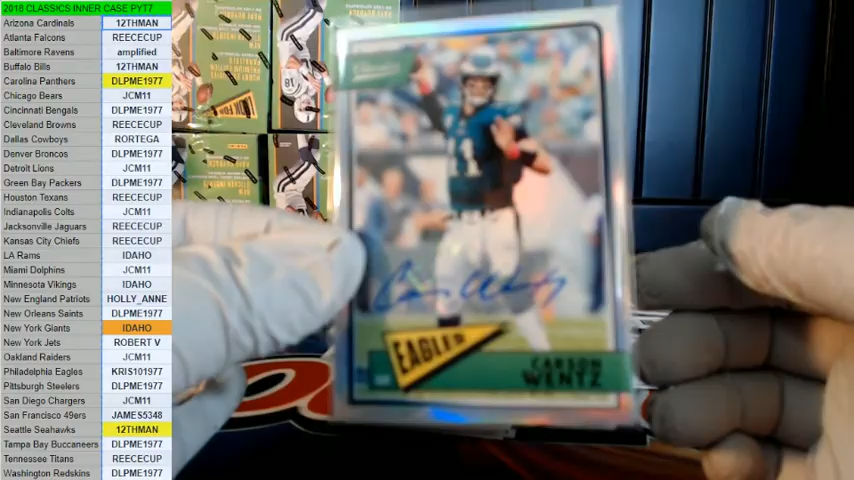 2018 CLASSICS INNER CASE PYT7
Arizona Cardinals 12THMAN
Atlanta Falcons REECECUP
Baltimore Ravens amplified
Buffalo Bills 12THMAN
Carolina Panthers DLPME1977
Chicago Bears JCM11
Cincinnati Bengals DLPME1977
Cleveland Browns REECECUP
Dallas Cowboys RORTEGA
Denver Broncos DLPME1977
Detroit Lions JCM11
Green Bay Packers DLPME1977
Houston Texans REECECUP
Indianapolis Colts JCM11
Jacksonville Jaguars REECECUP
Kansas City Chiefs REECECUP
LA Rams IDAHO
Miami Dolphins JCM11
Minnesota Vikings IDAHO
New England Patriots HOLLY_ANNE
New Orleans Saints DLPME1977
New York Giants IDAHO
New York Jets ROBERT V
Oakland Raiders JCM11
Philadelphia Eagles KRIS101977
Pittsburgh Steelers DLPME1977
San Diego Chargers JCM11
San Francisco 49ers JAMES5348
Seattle Seahawks 12THMAN
Tampa Bay Buccaneers DLPME1977
Tennessee Titans REECECUP
Washington Redskins DLPME1977
11
EAGLES
CARSON
WENTZ